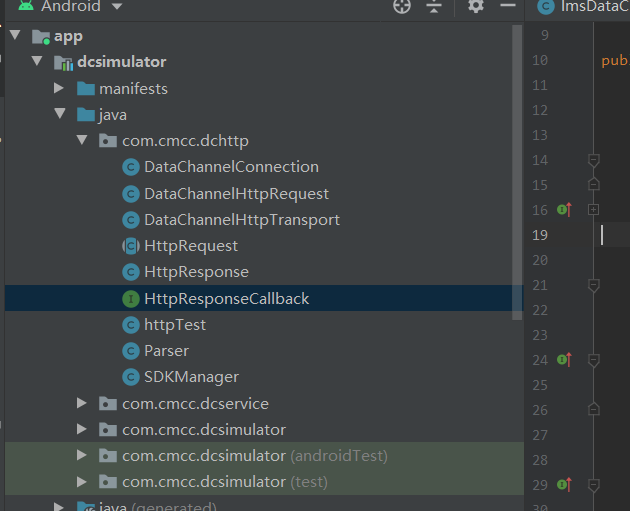 Android
ImsDataC
app
dcsimulator
manifests
java
com.cmcc.dchttp
C DataChannelConnection
C DataChannelHttpRequest
C DataChannelHttpTransport
C HttpRequest
C HttpResponse
I HttpResponseCallback
C httpTest
C Parser
C SDKManager
com.cmcc.dcservice
com.cmcc.dcsimulator
com.cmcc.dcsimulator (androidTest)
com.cmcc.dcsimulator (test)
java (generated)
9
10 pub
11
12
13
14
15
16
19
20
21
22
23
24
25
26
27
28
29
30